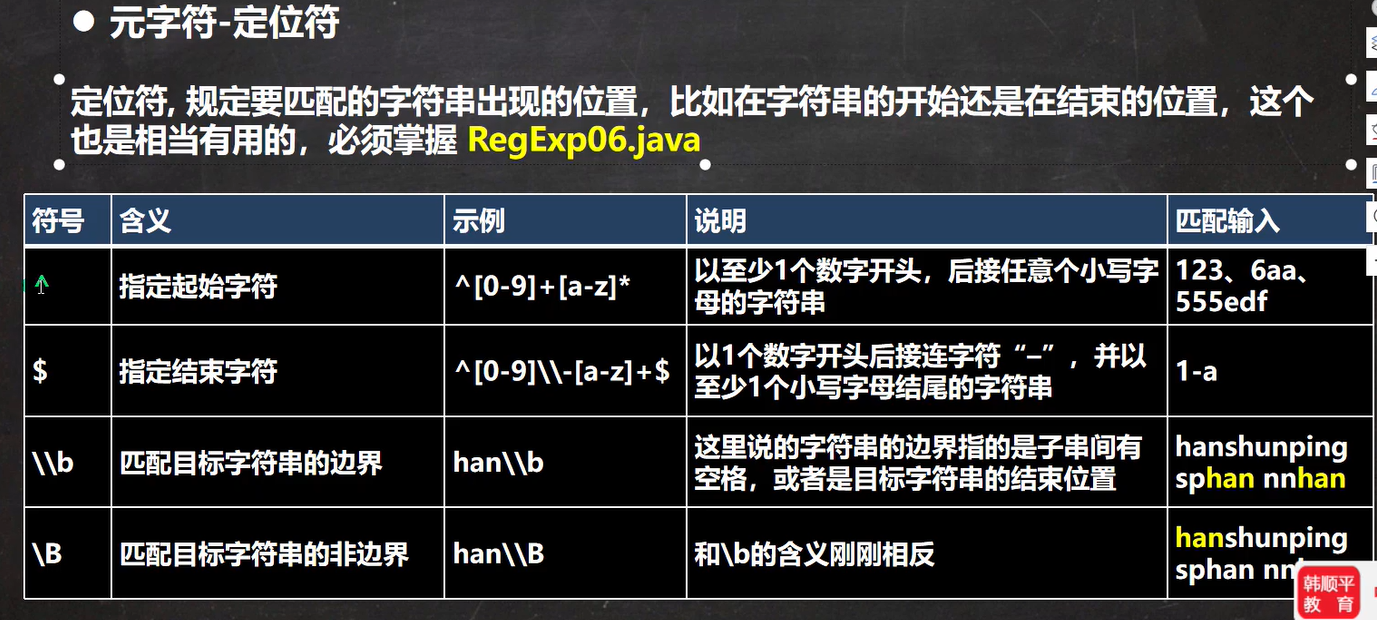 ● 元字符-定位符
定位符, 规定要匹配的字符串出现的位置，比如在字符串的开始还是在结束的位置，这个
也是相当有用的，必须掌握 RegExp06.java
符号 含义 示例 说明 匹配输入
^ 指定起始字符 ^[0-9]+[a-z]* 以至少1个数字开头，后接任意个小写字
母的字符串 123、6aa、
555edf
$ 指定结束字符 ^[0-9]\\-[a-z]+$ 以1个数字开头后接连字符“–”，并以
至少1个小写字母结尾的字符串 1-a
\\b 匹配目标字符串的边界 han\\b 这里说的字符串的边界指的是子串间有
空格，或者是目标字符串的结束位置 hanshunping
sphan nnhan
\B 匹配目标字符串的非边界 han\\B 和\b的含义刚刚相反 hanshunping
sphan
韩顺平
教 育